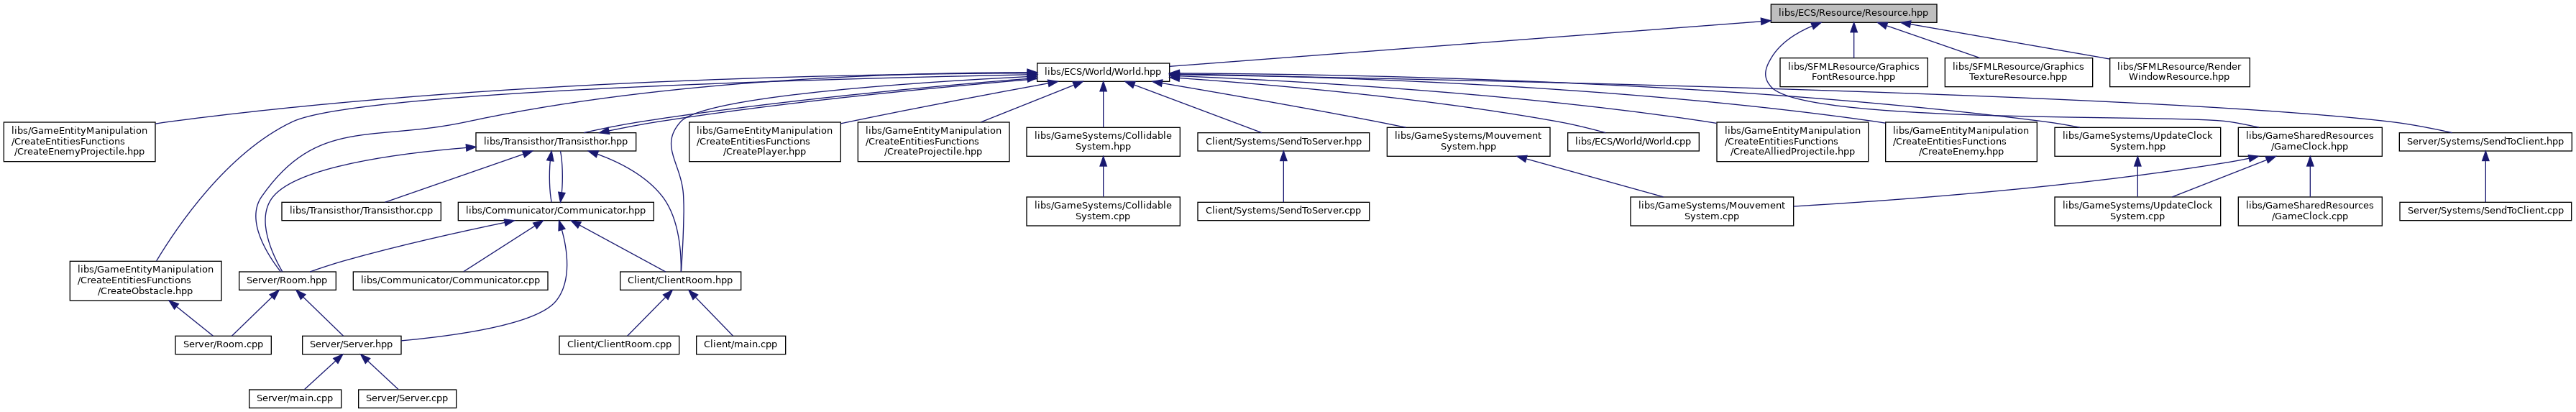 libs/ECS/Resource/Resource.hpp
libs/ECS/World/World.hpp
libs/SFMLResource/Graphics
FontResource.hpp
libs/SFMLResource/Graphics
TextureResource.hpp
libs/SFMLResource/Render
WindowResource.hpp
libs/GameEntityManipulation
/CreateEntitiesFunctions
/CreateEnemyProjectile.hpp
libs/Transisthor/Transisthor.hpp
libs/GameEntityManipulation
/CreateEntitiesFunctions
/CreatePlayer.hpp
libs/GameEntityManipulation
/CreateEntitiesFunctions
/CreateProjectile.hpp
libs/GameSystems/Collidable
System.hpp
Client/Systems/SendToServer.hpp
libs/GameSystems/Mouvement
System.hpp
libs/ECS/World/World.cpp
libs/GameEntityManipulation
/CreateEntitiesFunctions
/CreateAlliedProjectile.hpp
libs/GameEntityManipulation
/CreateEntitiesFunctions
/CreateEnemy.hpp
libs/GameSystems/UpdateClock
System.hpp
libs/GameSharedResources
/GameClock.hpp
Server/Systems/SendToClient.hpp
libs/Transisthor/Transisthor.cpp
libs/Communicator/Communicator.hpp
libs/GameSystems/Collidable
System.cpp
Client/Systems/SendToServer.cpp
libs/GameSystems/Mouvement
System.cpp
libs/GameSystems/UpdateClock
System.cpp
libs/GameSharedResources
/GameClock.cpp
Server/Systems/SendToClient.cpp
libs/GameEntityManipulation
/CreateEntitiesFunctions
/CreateObstacle.hpp
Server/Room.hpp
libs/Communicator/Communicator.cpp
Client/ClientRoom.hpp
Server/Room.cpp
Server/Server.hpp
Client/ClientRoom.cpp
Client/main.cpp
Server/main.cpp
Server/Server.cpp